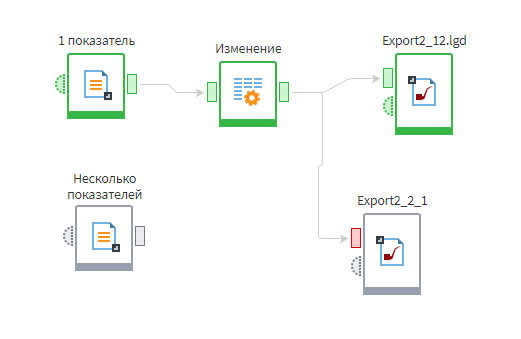 1 показатель
Изменение
Export2_12.lgd
Несколько
показателей
Export2_2_1